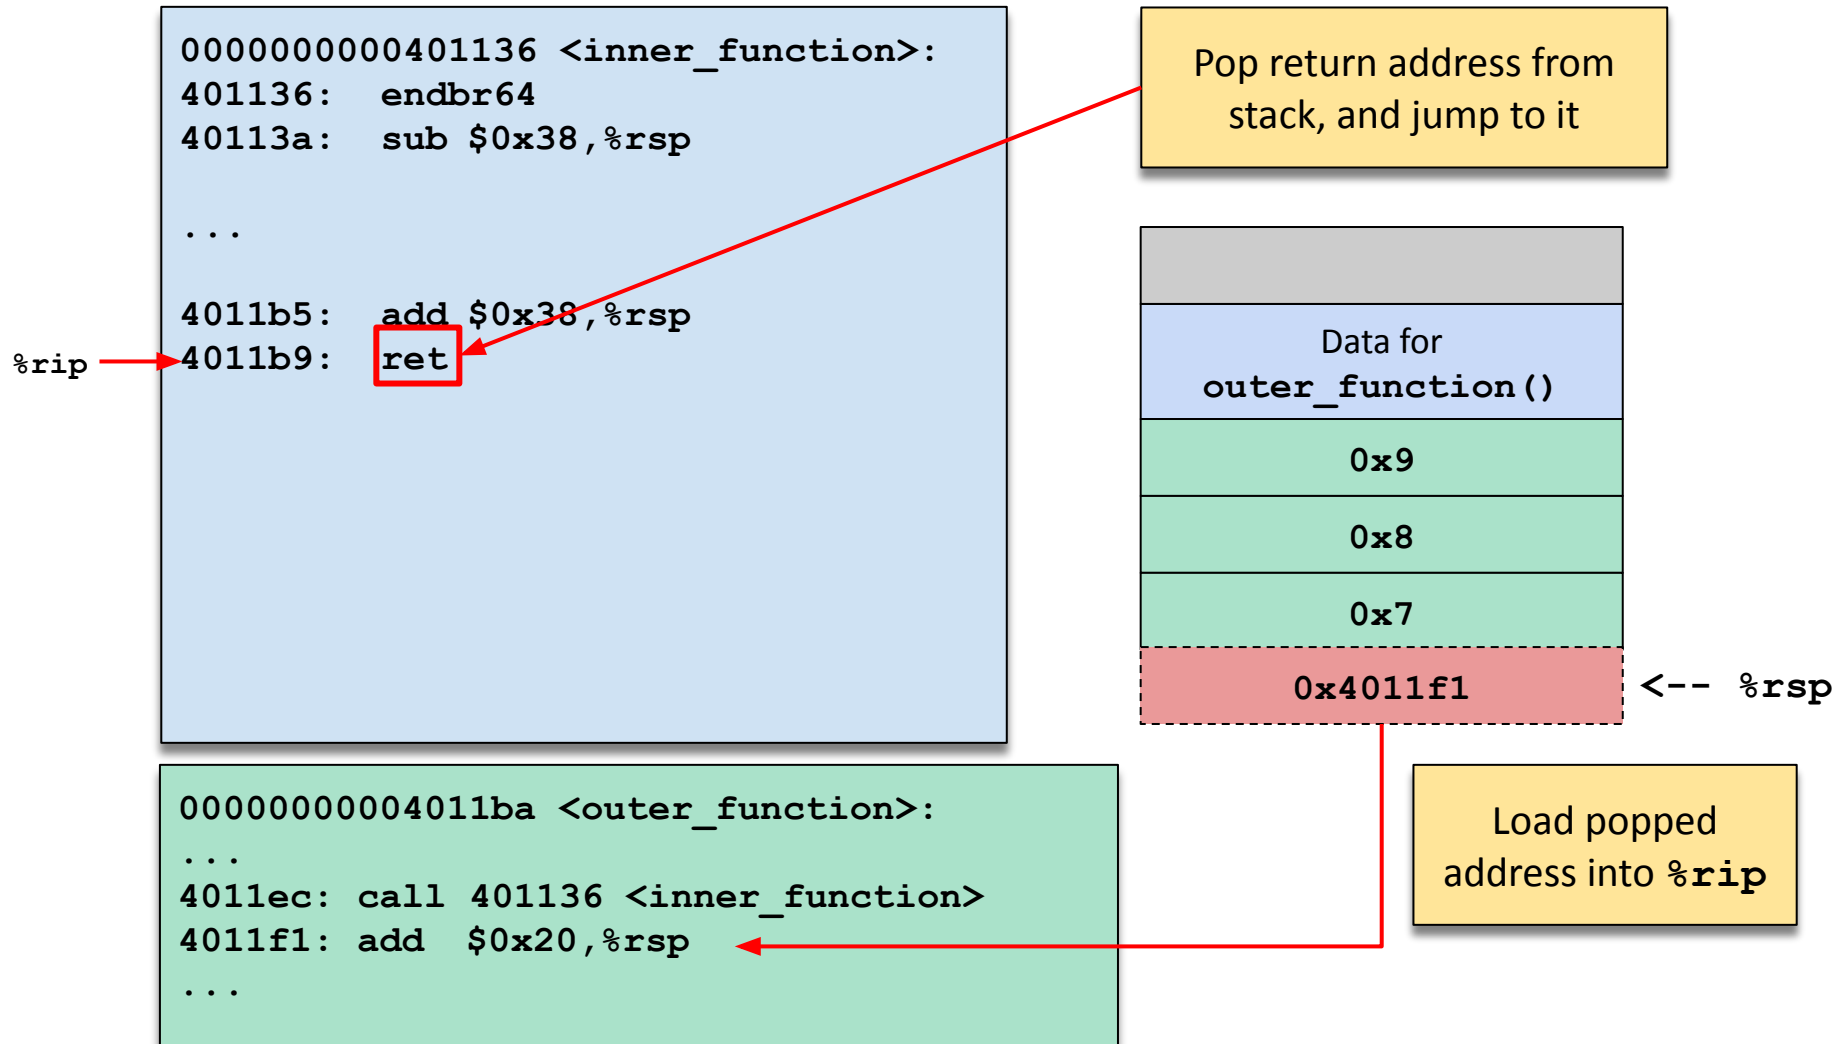 0000000000401136 <inner_function>:
401136:  endbr64
40113a:  sub $0x38,%rsp
...
4011b5:  add $0x38,%rsp
4011b9:  ret
%rip
Pop return address from
stack, and jump to it
Data for
outer_function()
0x9
0x8
0x7
0x4011f1
<-- %rsp
00000000004011ba <outer_function>:
...
4011ec: call 401136 <inner_function>
4011f1: add  $0x20,%rsp
...
Load popped
address into %rip